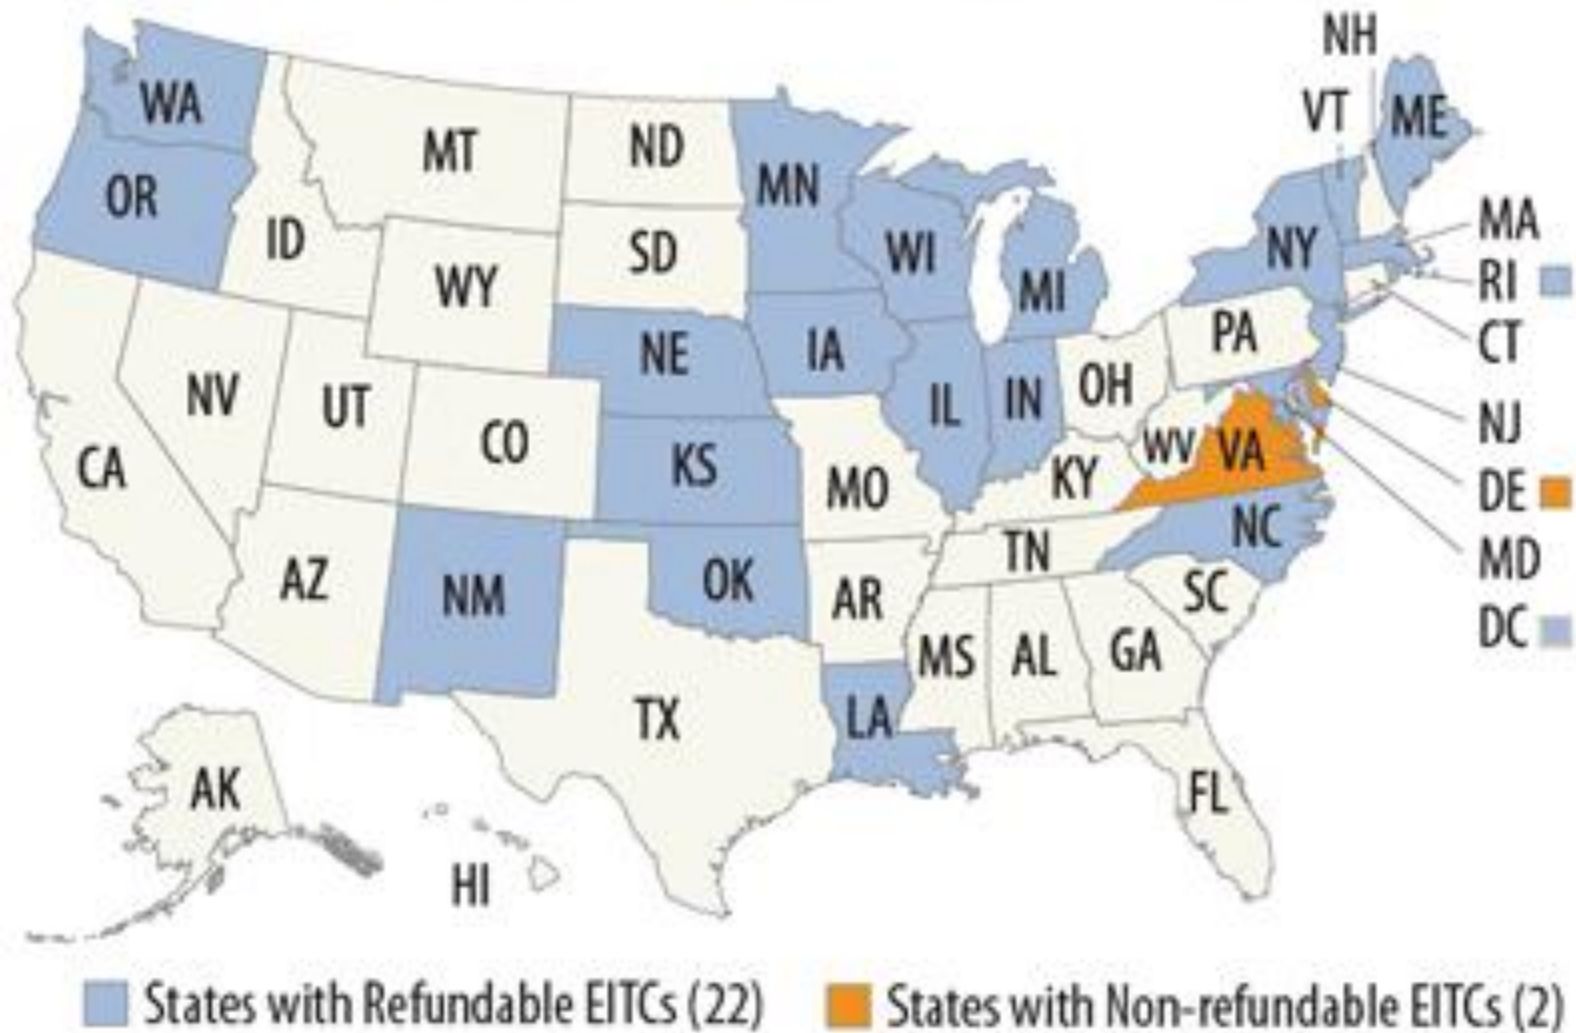 NH
WA
VT
ME
MT
ND
MN
OR
MA
ID
SD
WI
NY
RI
WY
MI
PA
CT
NE
IA
NV
UT
IL
IN
OH
NJ
CO
CA
KS
WV
VA
MO
KY
DE
NC
TN
MD
AZ
NM
OK
AR
SC
DC
MS
AL
GA
TX
LA
AK
FL
HI
States with Refundable EITCs (22)
States with Non-refundable EITCs (2)